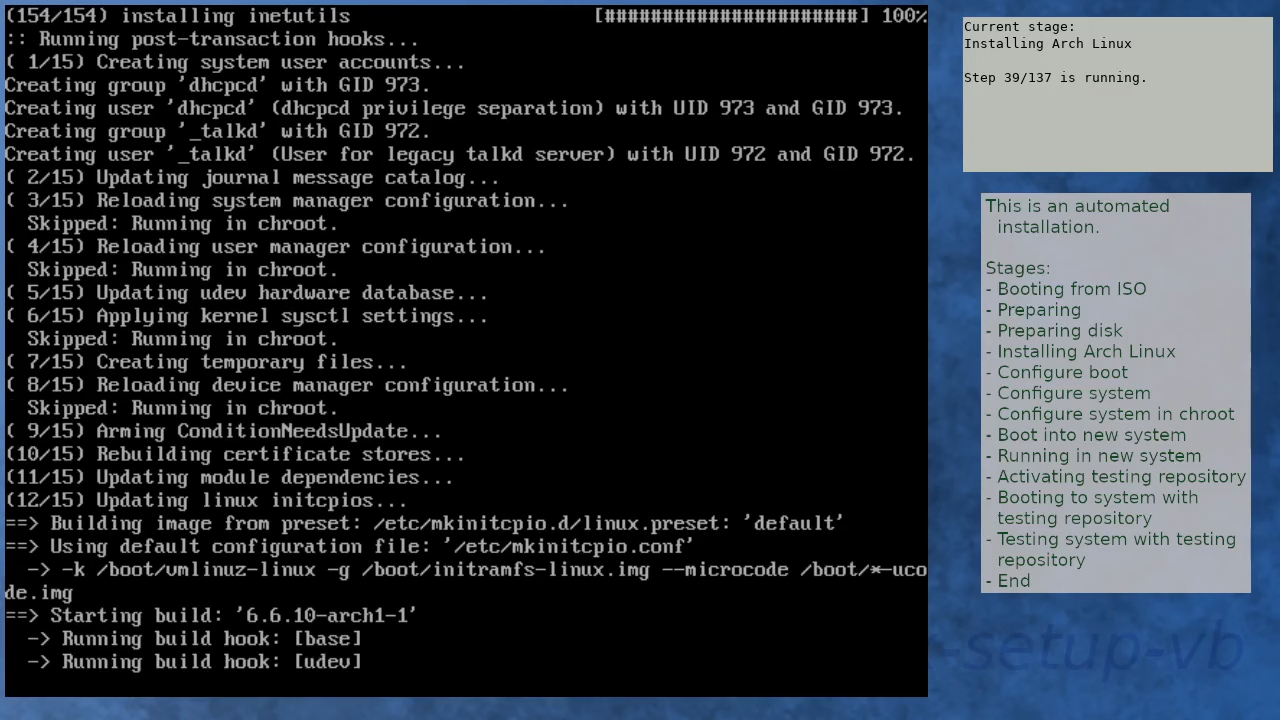 (154/154) installing inetutils [######################] 100%
:: Running post-transaction hooks...
( 1/15) Creating system user accounts...
Creating group 'dhcpcd' with GID 973.
Creating user 'dhcpcd' (dhcpcd privilege separation) with UID 973 and GID 973.
Creating group '_talkd' with GID 972.
Creating user '_talkd' (User for legacy talkd server) with UID 972 and GID 972.
( 2/15) Updating journal message catalog...
( 3/15) Reloading system manager configuration...
  Skipped: Running in chroot.
( 4/15) Reloading user manager configuration...
  Skipped: Running in chroot.
( 5/15) Updating udev hardware database...
( 6/15) Applying kernel sysctl settings...
  Skipped: Running in chroot.
( 7/15) Creating temporary files...
( 8/15) Reloading device manager configuration...
  Skipped: Running in chroot.
( 9/15) Arming ConditionNeedsUpdate...
(10/15) Rebuilding certificate stores...
(11/15) Updating module dependencies...
(12/15) Updating linux initcpios...
==> Building image from preset: /etc/mkinitcpio.d/linux.preset: 'default'
==> Using default configuration file: '/etc/mkinitcpio.conf'
  -> -k /boot/vmlinuz-linux -g /boot/initramfs-linux.img --microcode /boot/*-uco
de.img
==> Starting build: '6.6.10-arch1-1'
  -> Running build hook: [base]
  -> Running build hook: [udev]
Current stage:
Installing Arch Linux
Step 39/137 is running.
This is an automated
installation.
Stages:
- Booting from ISO
- Preparing
- Preparing disk
- Installing Arch Linux
- Configure boot
- Configure system
- Configure system in chroot
- Boot into new system
- Running in new system
- Activating testing repository
- Booting to system with
testing repository
- Testing system with testing
repository
- End
-setup-vb